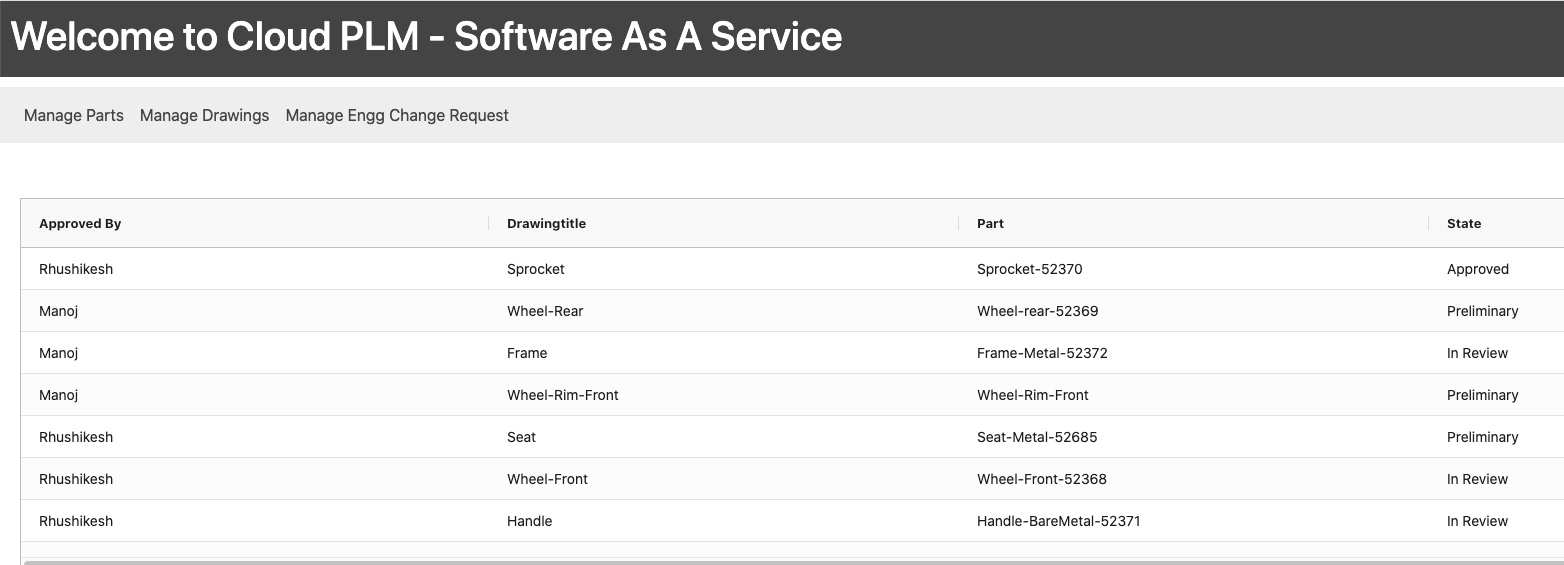 Welcome to Cloud PLM - Software As A Service
Manage Parts Manage Drawings Manage Engg Change Request
Approved By Drawingtitle Part State
Rhushikesh Sprocket Sprocket-52370 Approved
Manoj Wheel-Rear Wheel-rear-52369 Preliminary
Manoj Frame Frame-Metal-52372 In Review
Manoj Wheel-Rim-Front Wheel-Rim-Front Preliminary
Rhushikesh Seat Seat-Metal-52685 Preliminary
Rhushikesh Wheel-Front Wheel-Front-52368 In Review
Rhushikesh Handle Handle-BareMetal-52371 In Review